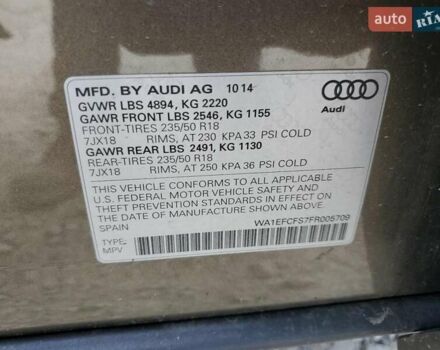 auto
RIA
MFD. BY AUDI AG 10 14
GVWR LBS 4894, KG 2220
GAWR FRONT LBS 2546, KG 1155
FRONT-TIRES 235/50 R18
7JX18 RIMS, AT 230 KPA 33 PSI COLD
GAWR REAR LBS 2491, KG 1130
REAR-TIRES 235/50 R18
7JX18 RIMS, AT 250 KPA 36 PSI COLD
THIS VEHICLE CONFORMS TO ALL APPLICABLE
U.S. FEDERAL MOTOR VEHICLE SAFETY AND
THEFT PREVENTION STANDARDS IN EFFECT ON THE
DATE OF MANUFACTURE SHOWN ABOVE.
SPAIN WA1EFCFS7FR005709
TYPE:
MPV
Audi